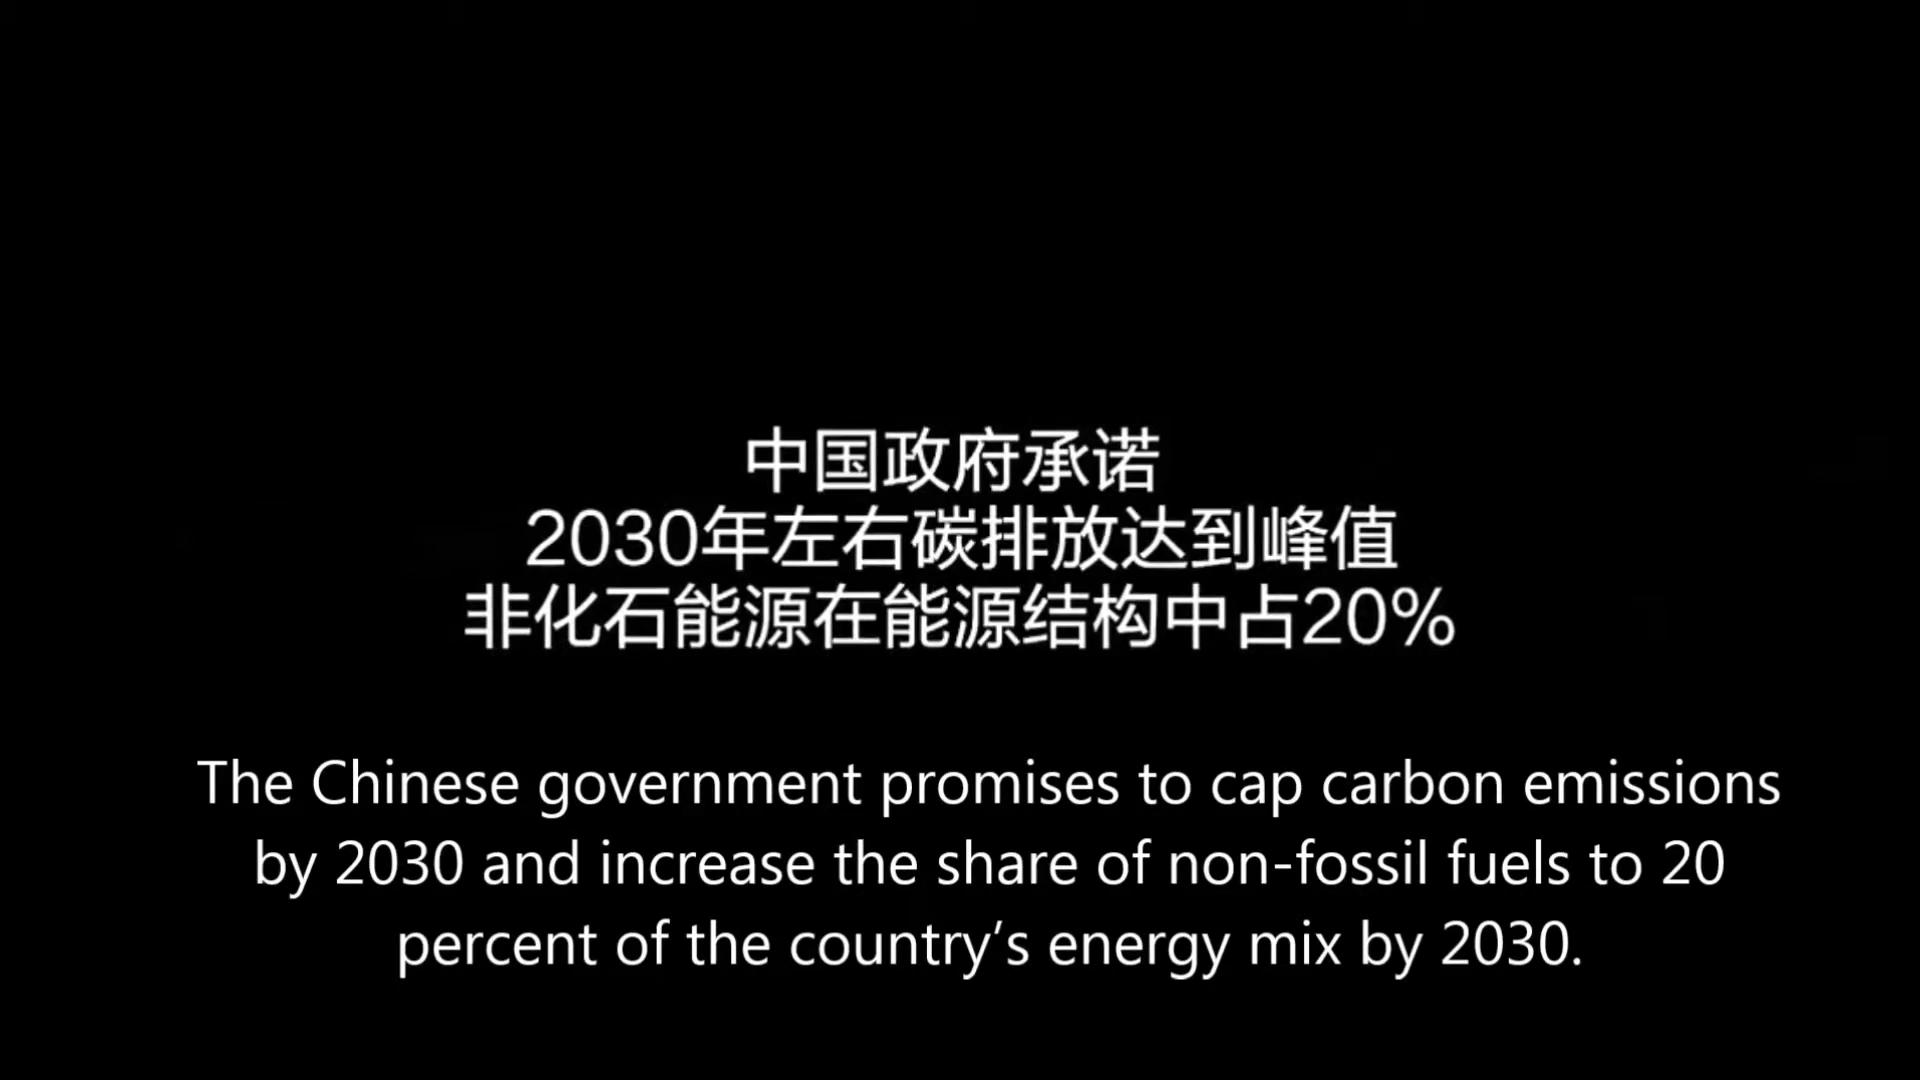 中国政府承诺
2030年左右碳排放达到峰值
非化石能源在能源结构中占20%
The Chinese government promises to cap carbon emissions
by 2030 and increase the share of non-fossil fuels to 20
percent of the country’s energy mix by 2030.